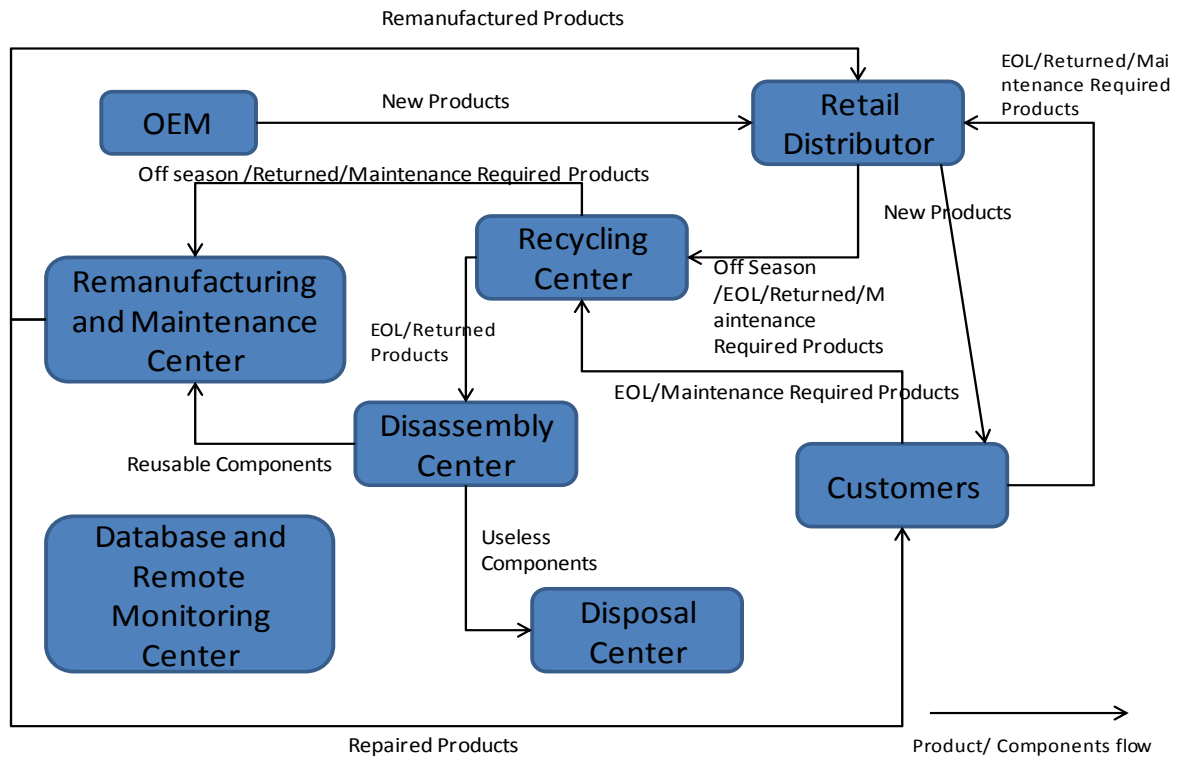 Remanufactured Products
EOL/Returned/Mai
ntenance Required
Products
New Products
OEM
Retail
Distributor
Off season /Returned/Maintenance Required Products
New Products
Recycling
Center
Off Season
/EOL/Returned/M
aintenance
Required Products
Remanufacturing
and Maintenance
Center
EOL/Returned
Products
EOL/Maintenance Required Products
Disassembly
Center
Reusable Components
Customers
Database and
Remote
Monitoring
Center
Useless
Components
Disposal
Center
Repaired Products
Product/ Components flow